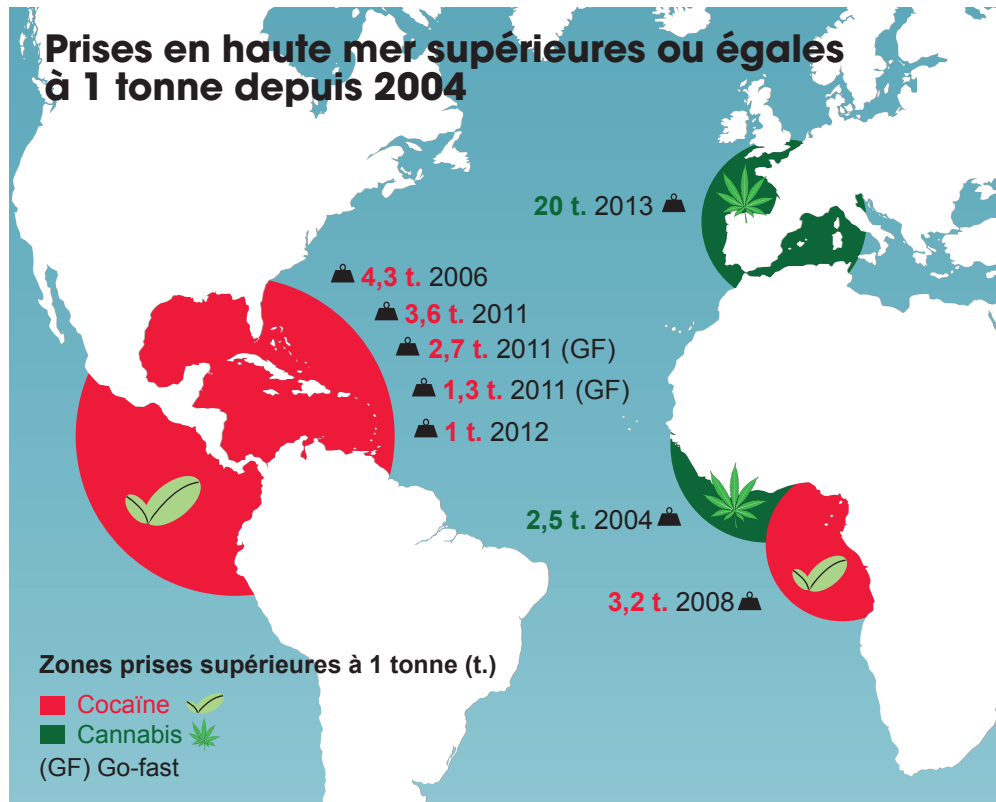 Prises en haute mer supérieures ou égales
à 1 tonne depuis 2004
20 t. 2013
4,3 t. 2006
3,6 t. 2011
2,7 t. 2011 (GF)
1,3 t. 2011 (GF)
1 t. 2012
2,5 t. 2004
3,2 t. 2008
Zones prises supérieures à 1 tonne (t.)
Cocaïne
Cannabis
(GF) Go-fast